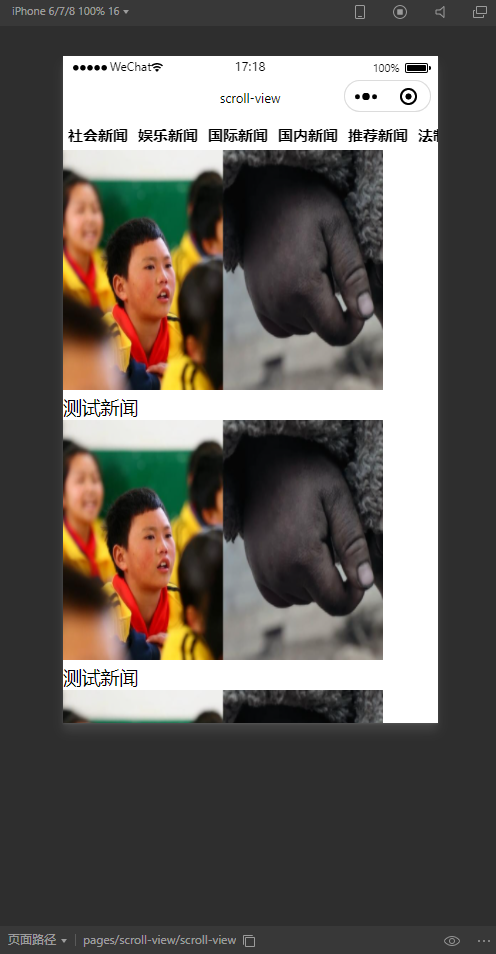 iPhone 6/7/8 100% 16
WeChat 17:18 100%
scroll-view
社会新闻 娱乐新闻 国际新闻 国内新闻 推荐新闻 法制
测试新闻
测试新闻
页面路径 pages/scroll-view/scroll-view